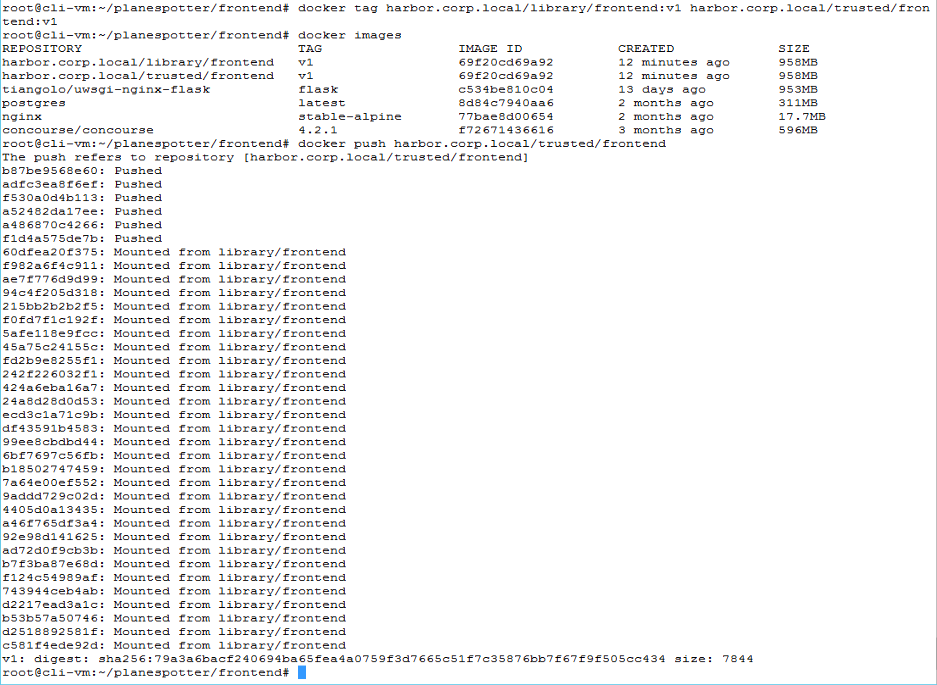 root@cli-vm:~/planespotter/frontend# docker tag harbor.corp.local/library/frontend:v1 harbor.corp.local/trusted/fron
tend:v1
root@cli-vm:~/planespotter/frontend# docker images
REPOSITORY TAG IMAGE ID CREATED SIZE
harbor.corp.local/library/frontend v1 69f20cd69a92 12 minutes ago 958MB
harbor.corp.local/trusted/frontend v1 69f20cd69a92 12 minutes ago 958MB
tiangolo/uwsgi-nginx-flask flask c534be810c04 13 days ago 953MB
postgres latest 8d84c7940aa6 2 months ago 311MB
nginx stable-alpine 77bae8d00654 2 months ago 17.7MB
concourse/concourse 4.2.1 f72671436616 3 months ago 596MB
root@cli-vm:~/planespotter/frontend# docker push harbor.corp.local/trusted/frontend
The push refers to repository [harbor.corp.local/trusted/frontend]
b87be9568e60: Pushed
adfc3ea8f6ef: Pushed
f530a0d4b113: Pushed
a52482da17ee: Pushed
a486870c4266: Pushed
f1d4a575de7b: Pushed
60dfea20f375: Mounted from library/frontend
f982a6f4c911: Mounted from library/frontend
ae7f776d9d99: Mounted from library/frontend
94c4f205d318: Mounted from library/frontend
215bb2b2b2f5: Mounted from library/frontend
f0fd7f1c192f: Mounted from library/frontend
5afe118e9fcc: Mounted from library/frontend
45a75c24155c: Mounted from library/frontend
fd2b9e8255f1: Mounted from library/frontend
242f226032f1: Mounted from library/frontend
424a6eba16a7: Mounted from library/frontend
24a8d28d0d53: Mounted from library/frontend
ecd3c1a71c9b: Mounted from library/frontend
df43591b4583: Mounted from library/frontend
99ee8cbdbd44: Mounted from library/frontend
6bf7697c56fb: Mounted from library/frontend
b18502747459: Mounted from library/frontend
7a64e00ef552: Mounted from library/frontend
9addd729c02d: Mounted from library/frontend
4405d0a13435: Mounted from library/frontend
a46f765df3a4: Mounted from library/frontend
92e98d141625: Mounted from library/frontend
ad72d0f9cb3b: Mounted from library/frontend
b7f3ba87e68d: Mounted from library/frontend
f124c54989af: Mounted from library/frontend
743944ceb4ab: Mounted from library/frontend
d2217ead3a1c: Mounted from library/frontend
b53b57a50746: Mounted from library/frontend
d2518892581f: Mounted from library/frontend
c581f4ede92d: Mounted from library/frontend
v1: digest: sha256:79a3a6bacf240694ba65fea4a0759f3d7665c51f7c35876bb7f67f9f505cc434 size: 7844
root@cli-vm:~/planespotter/frontend#